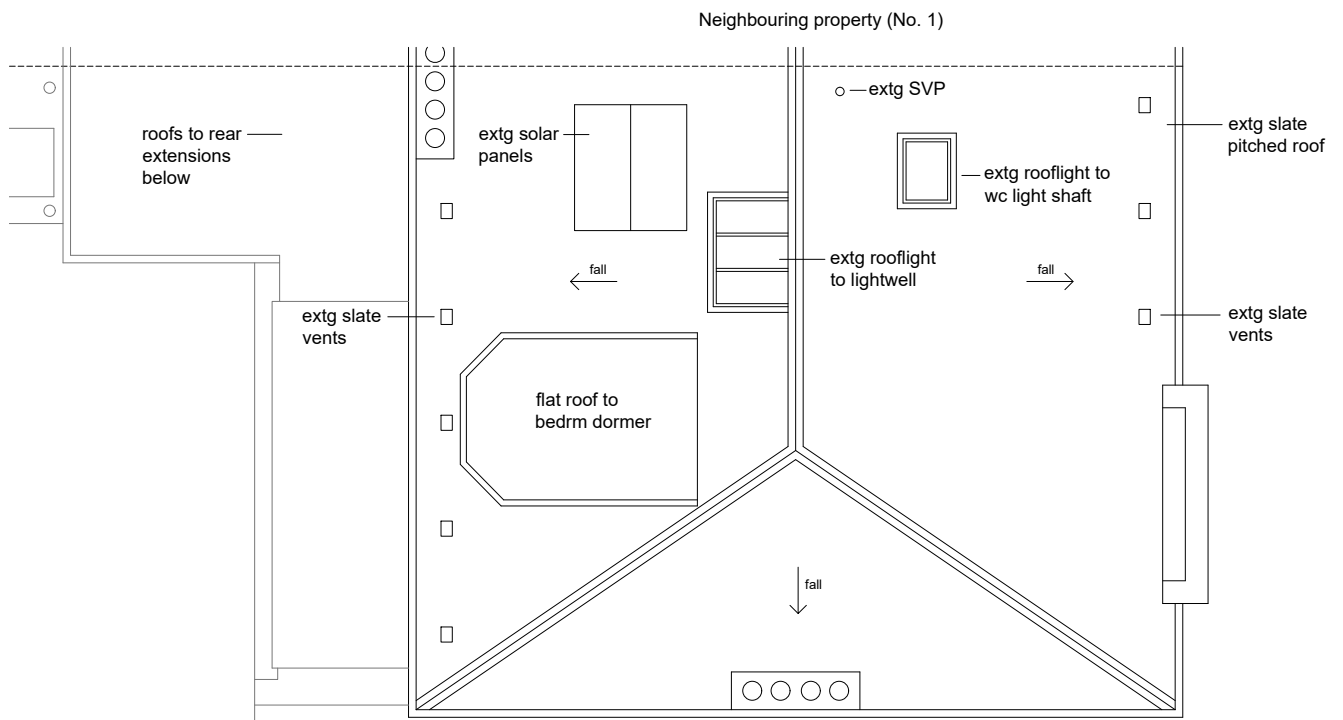 Neighbouring property (No. 1)
extg SVP
roofs to rear
extensions
below
extg solar
panels
extg slate
pitched roof
extg rooflight to
wc light shaft
extg rooflight
to lightwell
fall
fall
extg slate
vents
extg slate
vents
flat roof to
bedrm dormer
fall